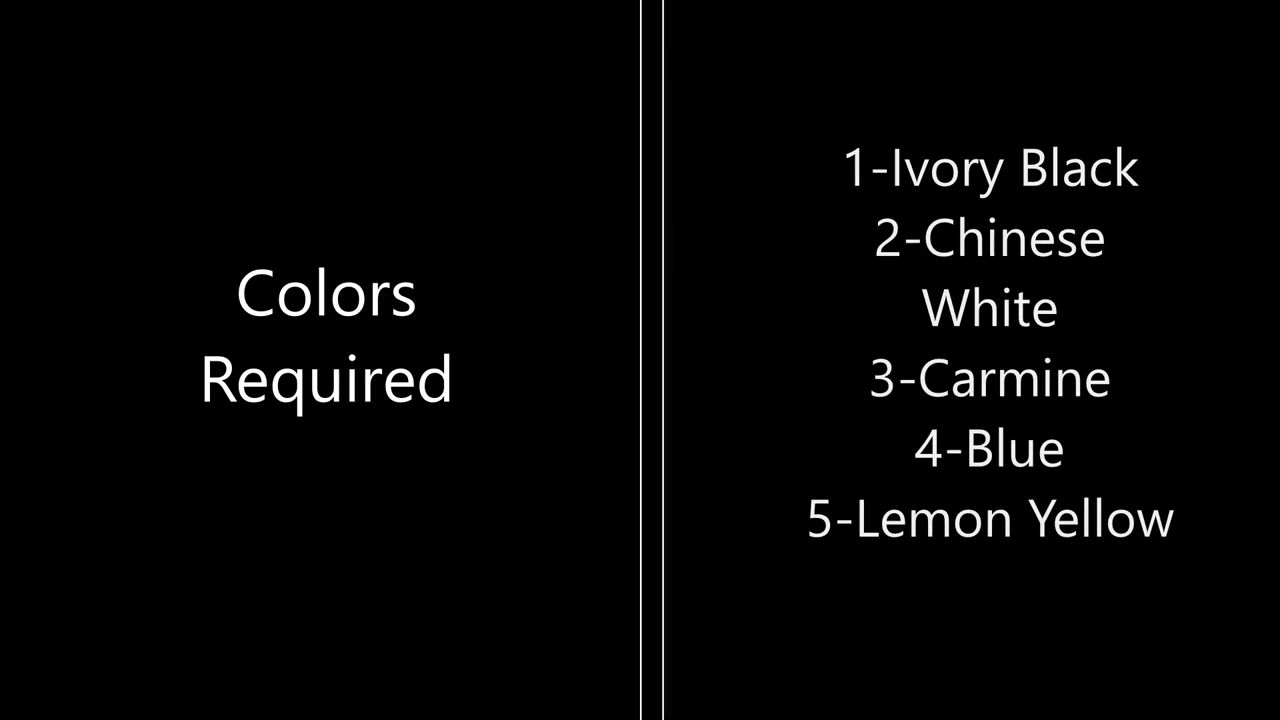 Colors
Required
1-Ivory Black
2-Chinese
White
3-Carmine
4-Blue
5-Lemon Yellow